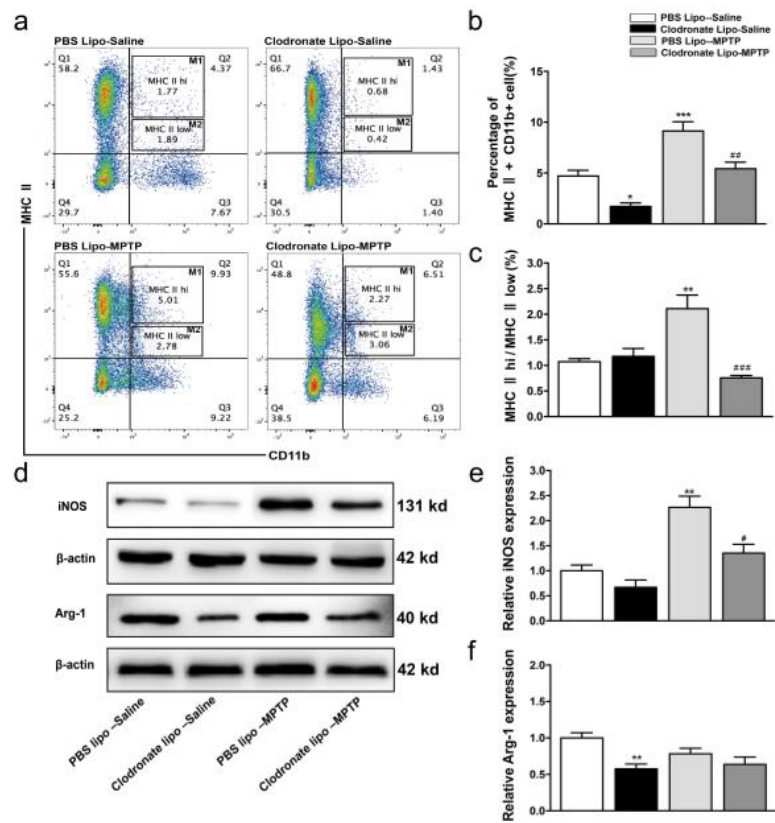 a
PBS Lipo-Saline
Q1
58.2
Q2
4.37
M1
MHC II hi
1.77
M2
MHC II low
1.89
Q4
29.7
Q3
7.67
Clodronate Lipo-Saline
Q1
66.7
Q2
1.43
M1
MHC II hi
0.68
M2
MHC II low
0.42
Q4
30.5
Q3
1.40
PBS Lipo-MPTP
Q1
55.6
Q2
9.93
M1
MHC II hi
5.01
M2
MHC II low
2.78
Q4
25.2
Q3
9.22
Clodronate Lipo-MPTP
Q1
48.8
Q2
6.51
M1
MHC II hi
2.27
M2
MHC II low
3.06
Q4
38.5
Q3
6.19
MHC II
CD11b
PBS Lipo--Saline
Clodronate Lipo-Saline
PBS Lipo--MPTP
Clodronate Lipo-MPTP
b
Percentage of
MHC II + CD11b+ cell(%)
15
10
5
0
*
***
##
c
MHC II hi / MHC II low (%)
3.0
2.5
2.0
1.5
1.0
0.5
0.0
**
###
d
iNOS
131 kd
β-actin
42 kd
Arg-1
40 kd
β-actin
42 kd
PBS lipo –Saline
Clodronate lipo –Saline
PBS lipo –MPTP
Clodronate lipo –MPTP
e
Relative iNOS expression
3.0
2.5
2.0
1.5
1.0
0.5
0.0
**
#
f
Relative Arg-1 expression
2.0
1.5
1.0
0.5
0.0
**